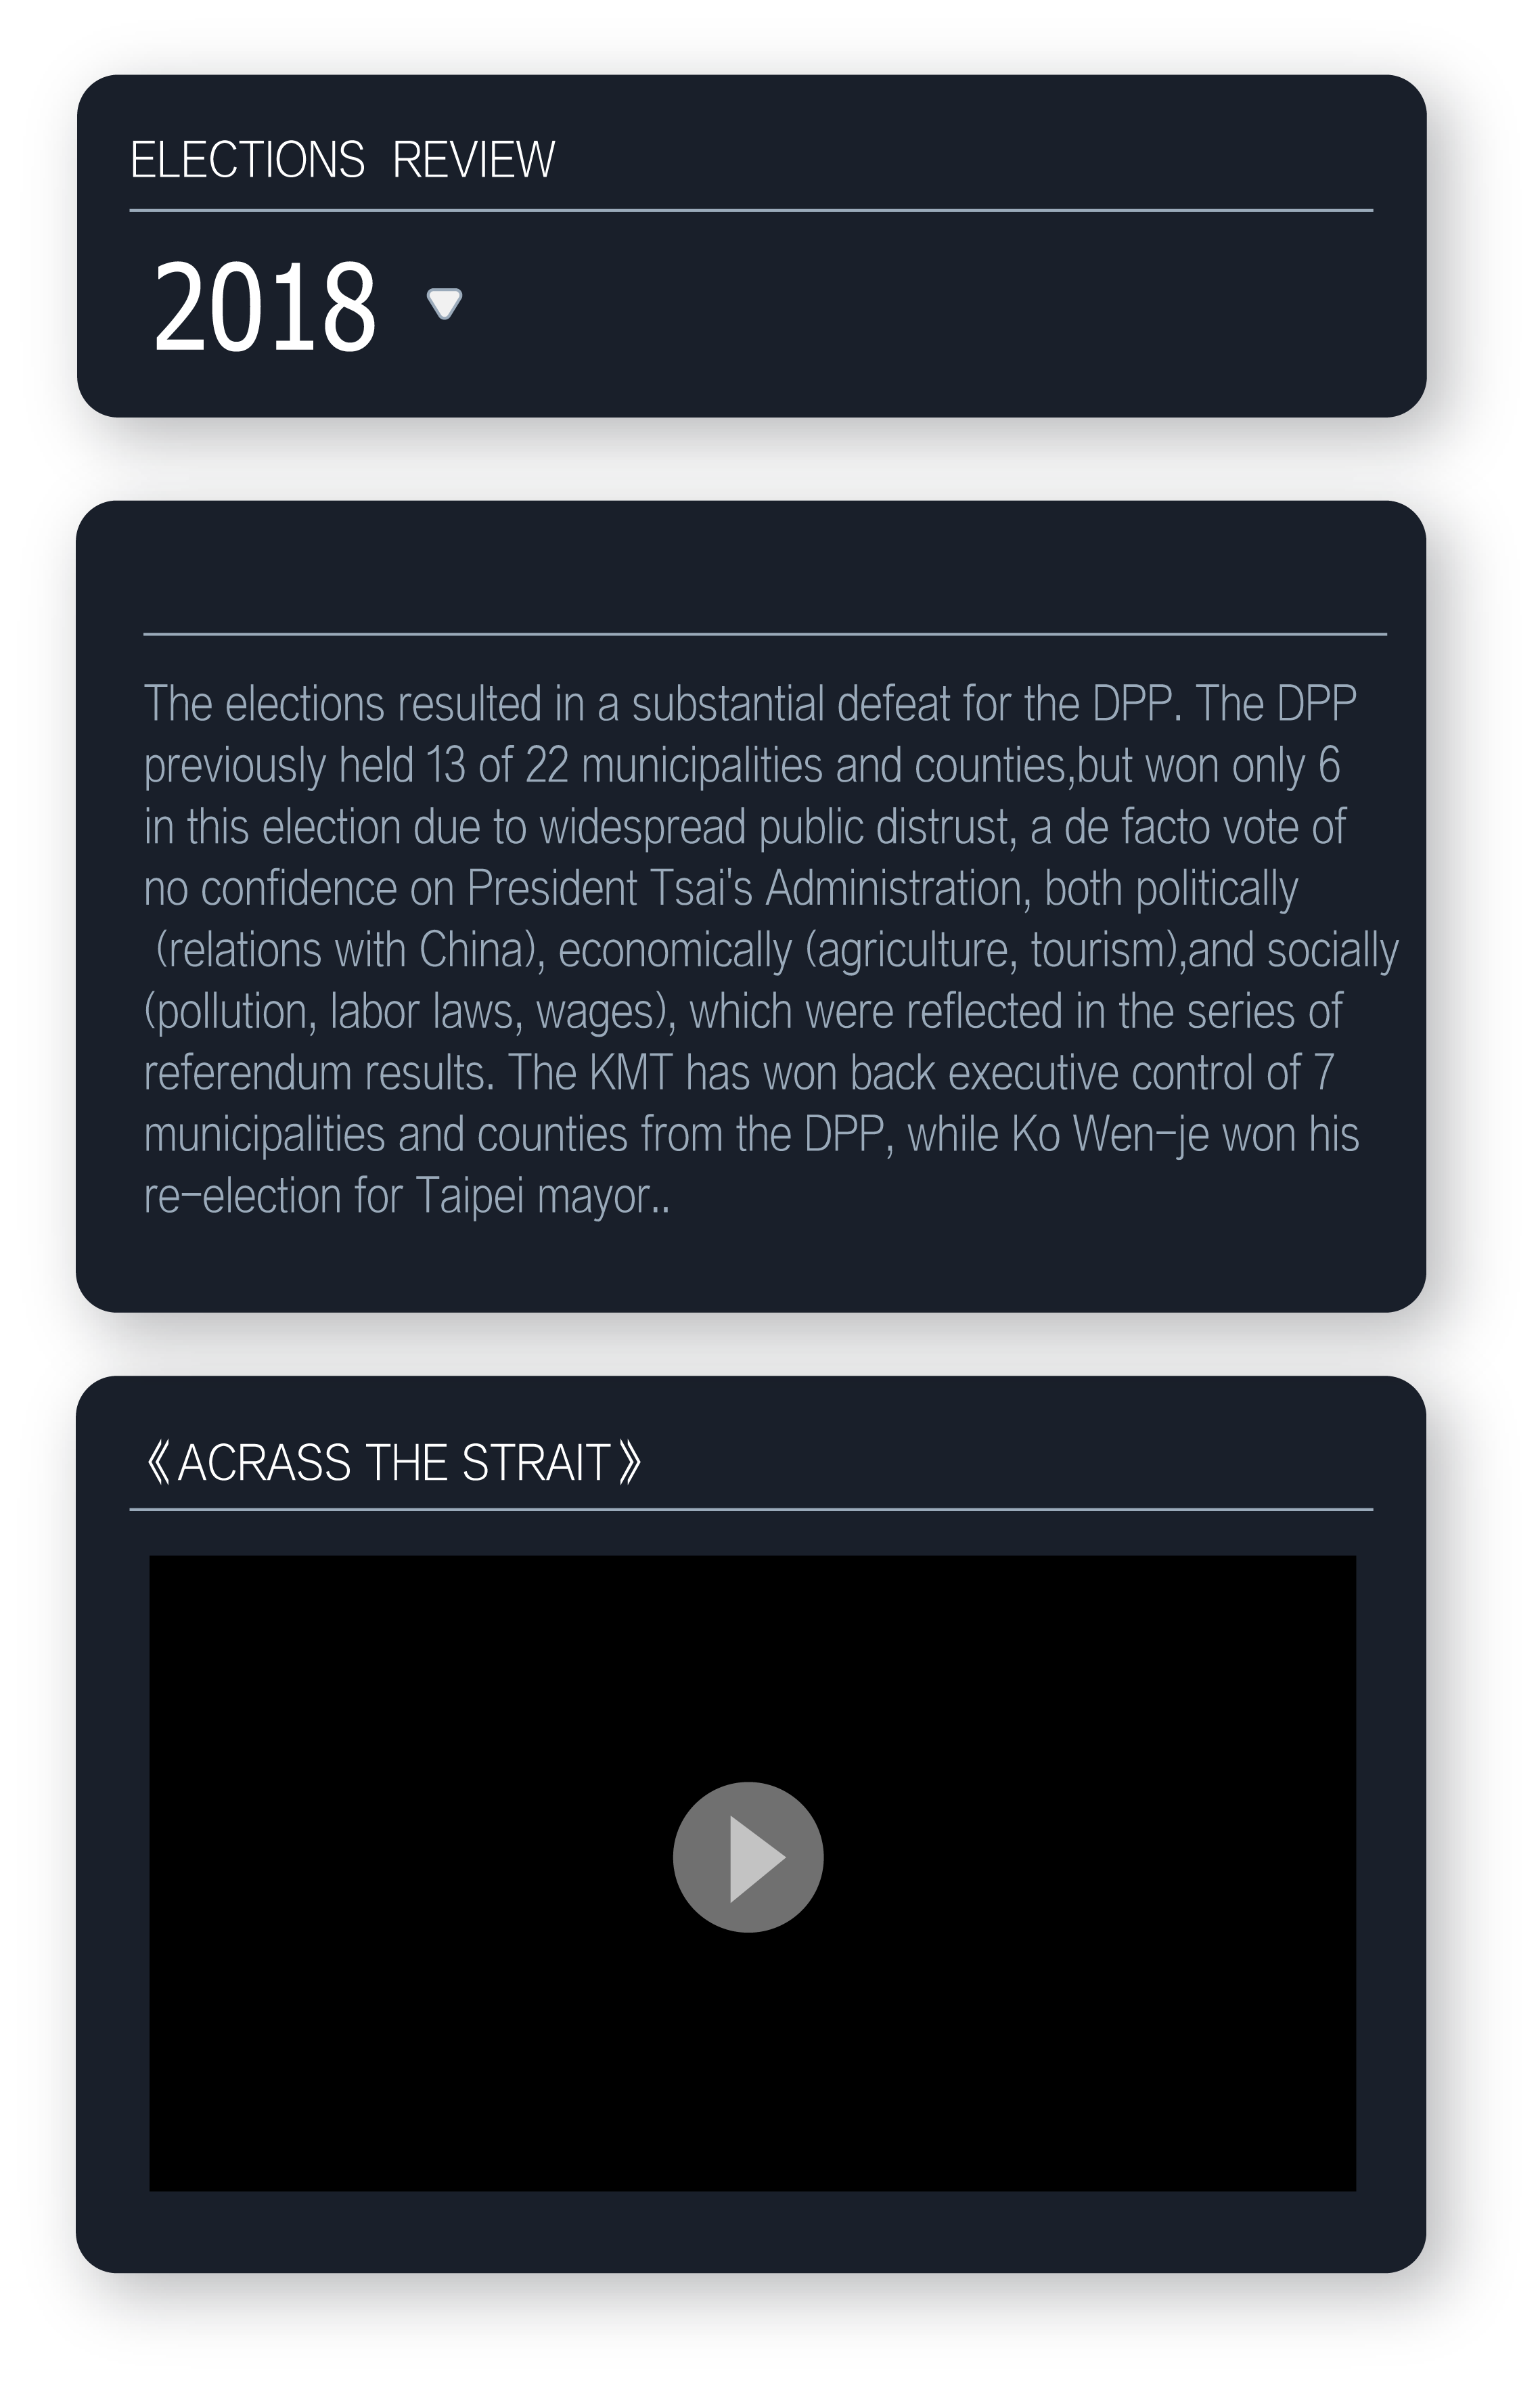 ELECTIONS REVIEW
2018
The elections resulted in a substantial defeat for the DPP. The DPP
previously held 13 of 22 municipalities and counties,but won only 6
in this election due to widespread public distrust, a de facto vote of
no confidence on President Tsai's Administration, both politically
(relations with China), economically (agriculture, tourism),and socially
(pollution, labor laws, wages), which were reflected in the series of
referendum results. The KMT has won back executive control of 7
municipalities and counties from the DPP, while Ko Wen-je won his
re-election for Taipei mayor..
《ACRASS THE STRAIT》